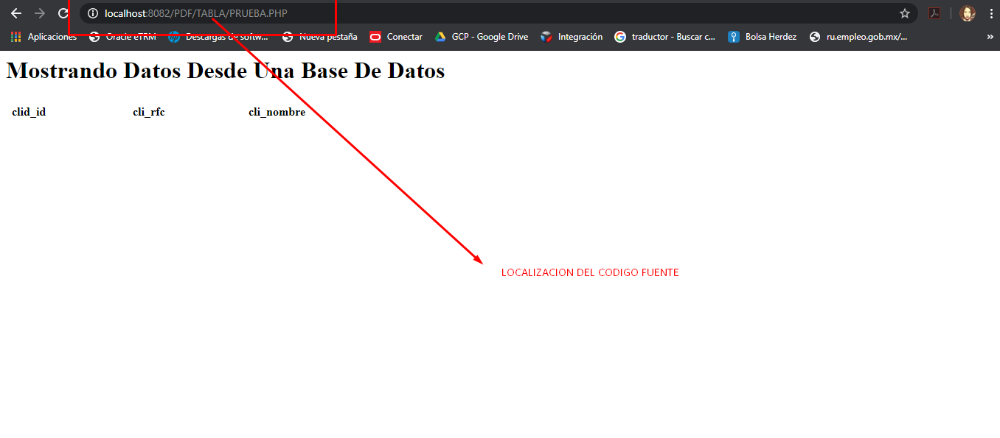 localhost:8082/PDF/TABLA/PRUEBA.PHP
Aplicaciones Oracle eTRM Descargas de softw... Nueva pestaña Conectar GCP - Google Drive Integración traductor - Buscar c... Bolsa Herdez ru.empleo.gob.mx/... »
Mostrando Datos Desde Una Base De Datos
clid_id cli_rfc cli_nombre
LOCALIZACION DEL CODIGO FUENTE